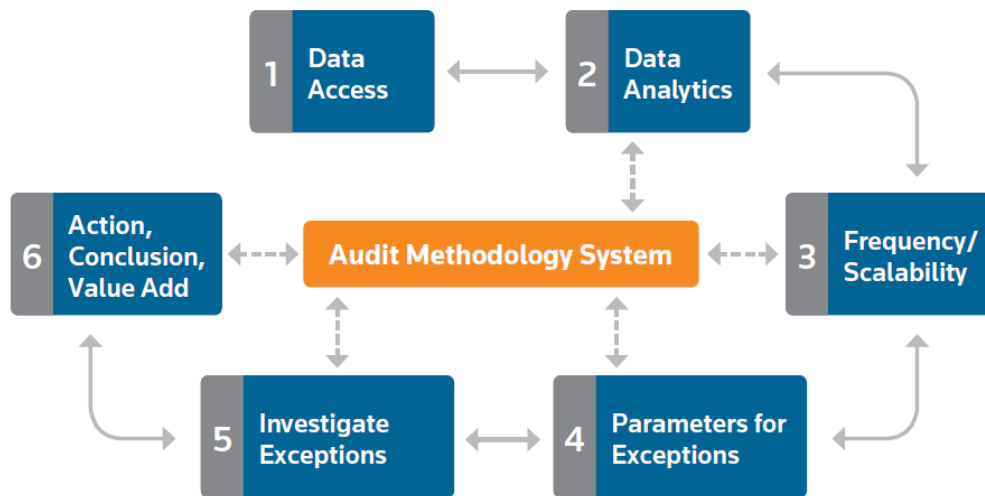 1
Data
Access
2
Data
Analytics
3
Frequency/
Scalability
4
Parameters for
Exceptions
5
Investigate
Exceptions
6
Action,
Conclusion,
Value Add
Audit Methodology System